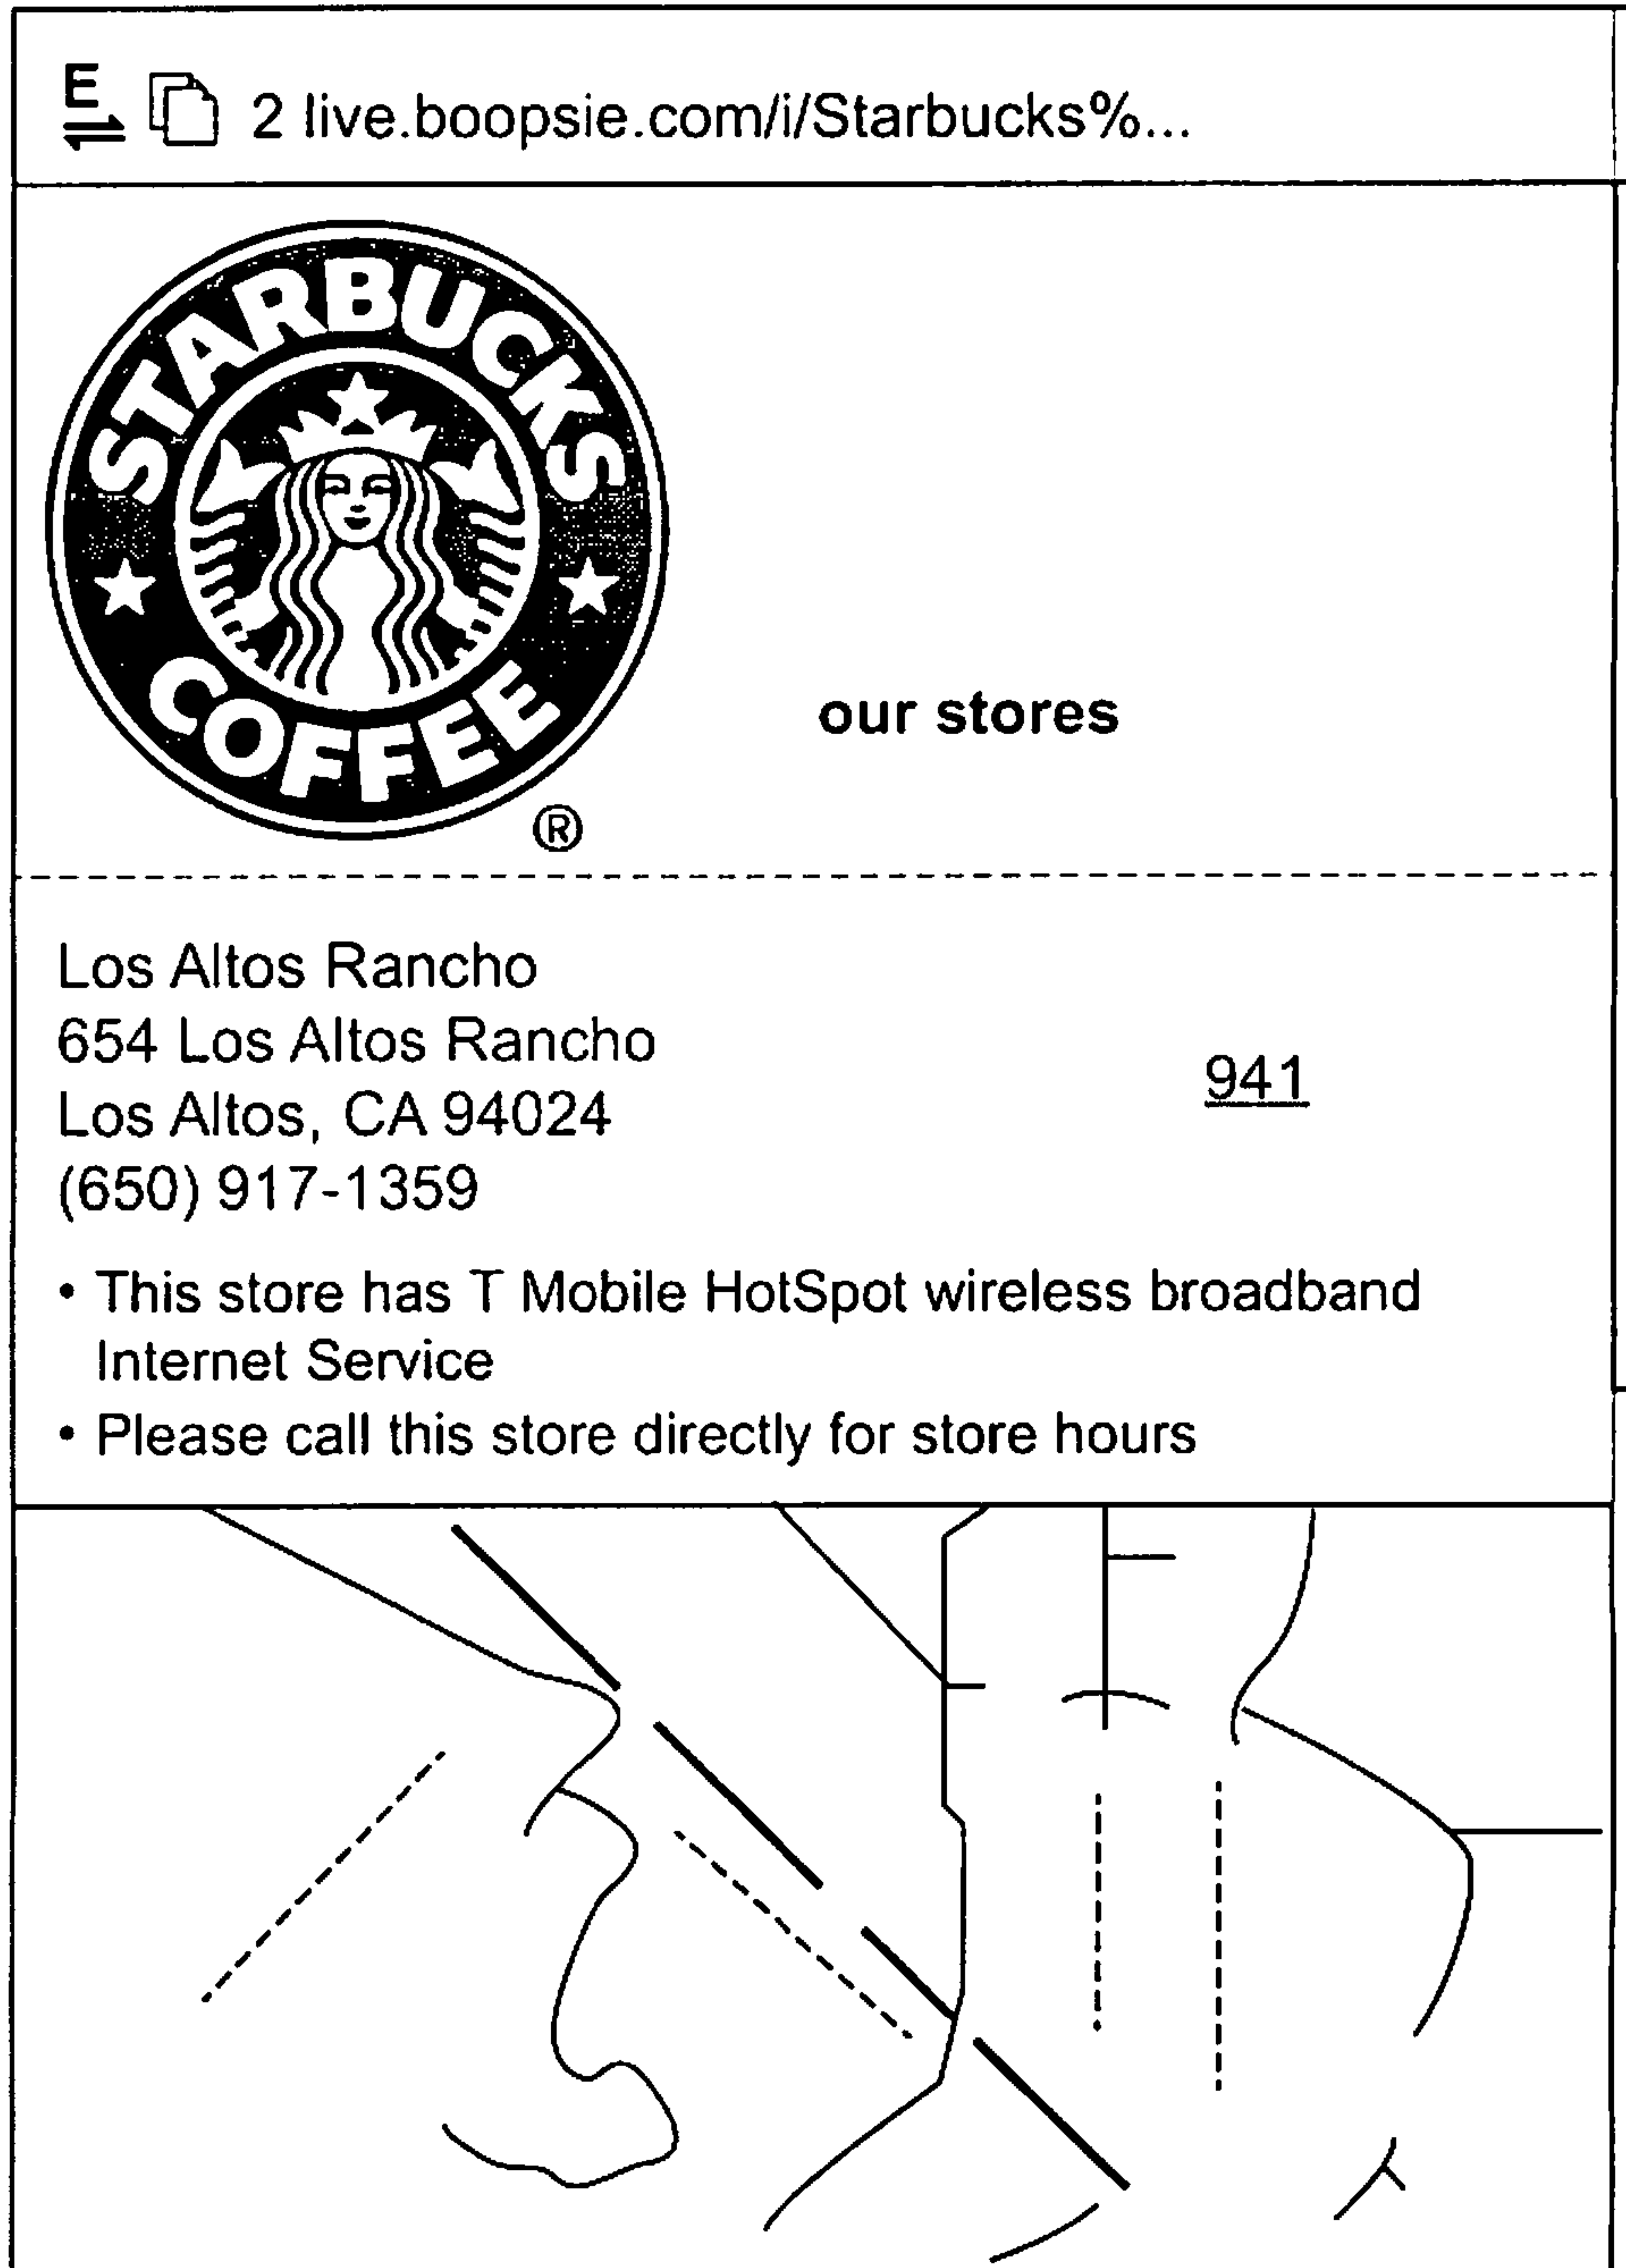 E 2 live.boopsie.com/i/Starbucks%...
STARBUCKS
COFFEE
®
our stores
Los Altos Rancho
654 Los Altos Rancho
Los Altos, CA 94024
(650) 917-1359
941
• This store has T Mobile HotSpot wireless broadband
Internet Service
• Please call this store directly for store hours